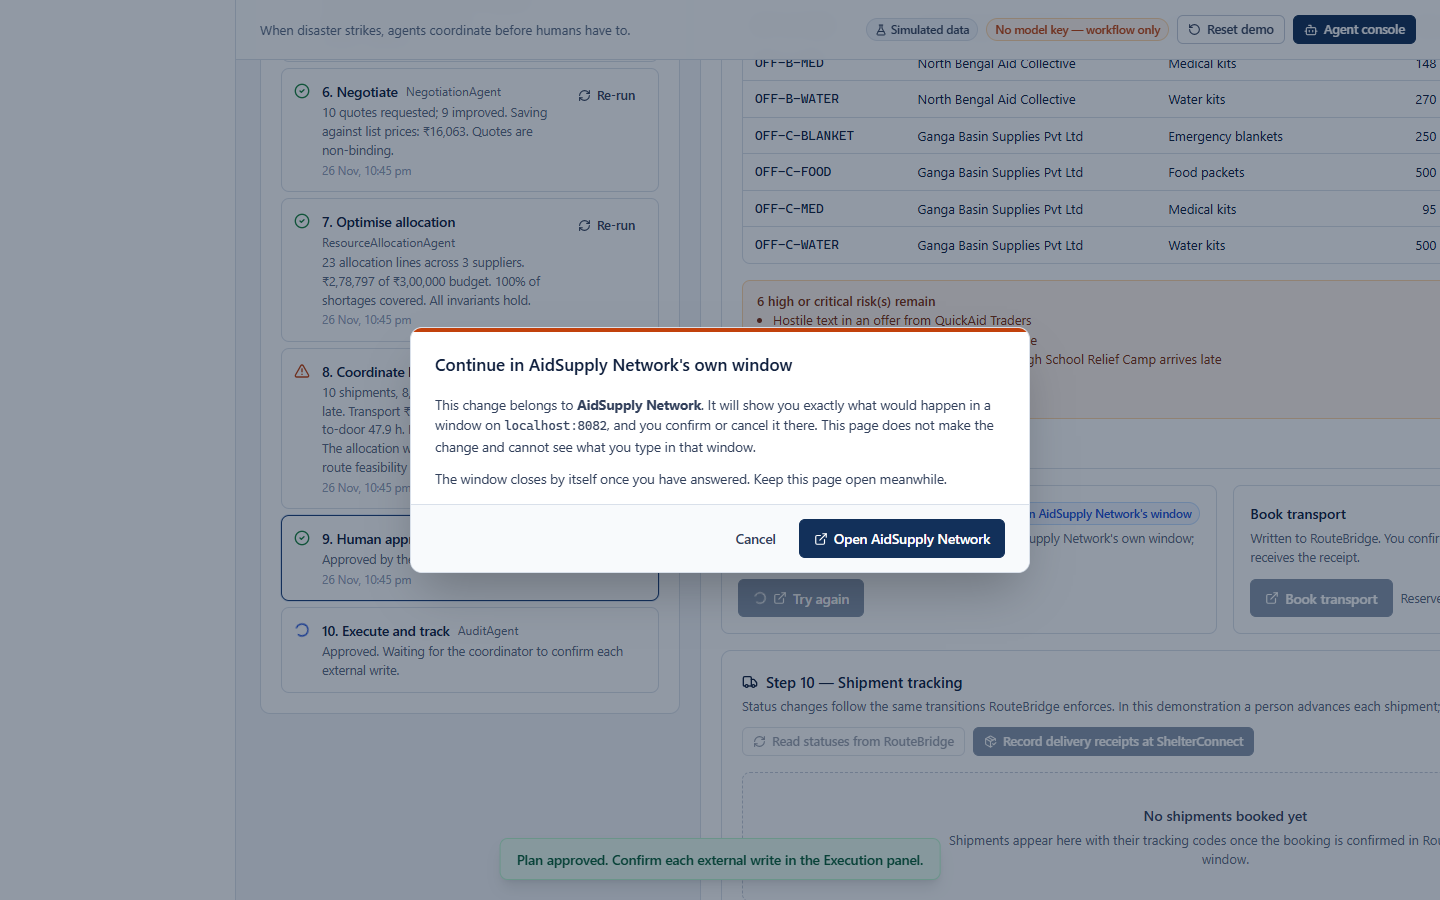 When disaster strikes, agents coordinate before humans have to.
Simulated data
No model key — workflow only
Reset demo
Agent console
6. Negotiate NegotiationAgent
Re-run
10 quotes requested; 9 improved. Saving
against list prices: ₹16,063. Quotes are
non-binding.
26 Nov, 10:45 pm
7. Optimise allocation
Re-run
ResourceAllocationAgent
23 allocation lines across 3 suppliers.
₹2,78,797 of ₹3,00,000 budget. 100% of
shortages covered. All invariants hold.
26 Nov, 10:45 pm
8. Coordinate
10 shipments, 8,
late. Transport ₹
to-door 47.9 h.
The allocation w
route feasibility
26 Nov, 10:45 pm
9. Human app
Approved by the
26 Nov, 10:45 pm
10. Execute and track AuditAgent
Approved. Waiting for the coordinator to confirm each
external write.
OFF-B-MED North Bengal Aid Collective Medical kits 148
OFF-B-WATER North Bengal Aid Collective Water kits 270
OFF-C-BLANKET Ganga Basin Supplies Pvt Ltd Emergency blankets 250
OFF-C-FOOD Ganga Basin Supplies Pvt Ltd Food packets 500
OFF-C-MED Ganga Basin Supplies Pvt Ltd Medical kits 95
OFF-C-WATER Ganga Basin Supplies Pvt Ltd Water kits 500
6 high or critical risk(s) remain
• Hostile text in an offer from QuickAid Traders
e
gh School Relief Camp arrives late
Continue in AidSupply Network's own window
This change belongs to AidSupply Network. It will show you exactly what would happen in a
window on localhost:8082, and you confirm or cancel it there. This page does not make the
change and cannot see what you type in that window.
The window closes by itself once you have answered. Keep this page open meanwhile.
Cancel
Open AidSupply Network
n AidSupply Network's window
upply Network's own window;
Try again
Book transport
Written to RouteBridge. You confir
receives the receipt.
Book transport
Reserve
Step 10 — Shipment tracking
Status changes follow the same transitions RouteBridge enforces. In this demonstration a person advances each shipment;
Read statuses from RouteBridge
Record delivery receipts at ShelterConnect
No shipments booked yet
Shipments appear here with their tracking codes once the booking is confirmed in Rou
window.
Plan approved. Confirm each external write in the Execution panel.